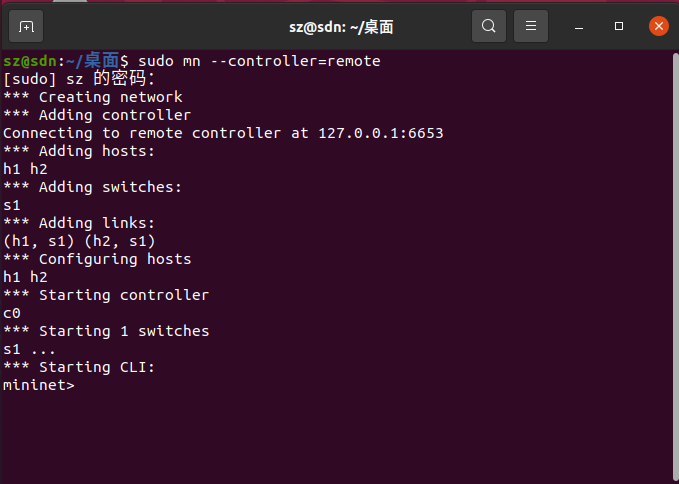 sz@sdn: ~/桌面
sz@sdn:~/桌面$ sudo mn --controller=remote
[sudo] sz 的密码：
*** Creating network
*** Adding controller
Connecting to remote controller at 127.0.0.1:6653
*** Adding hosts:
h1 h2
*** Adding switches:
s1
*** Adding links:
(h1, s1) (h2, s1)
*** Configuring hosts
h1 h2
*** Starting controller
c0
*** Starting 1 switches
s1 ...
*** Starting CLI:
mininet>